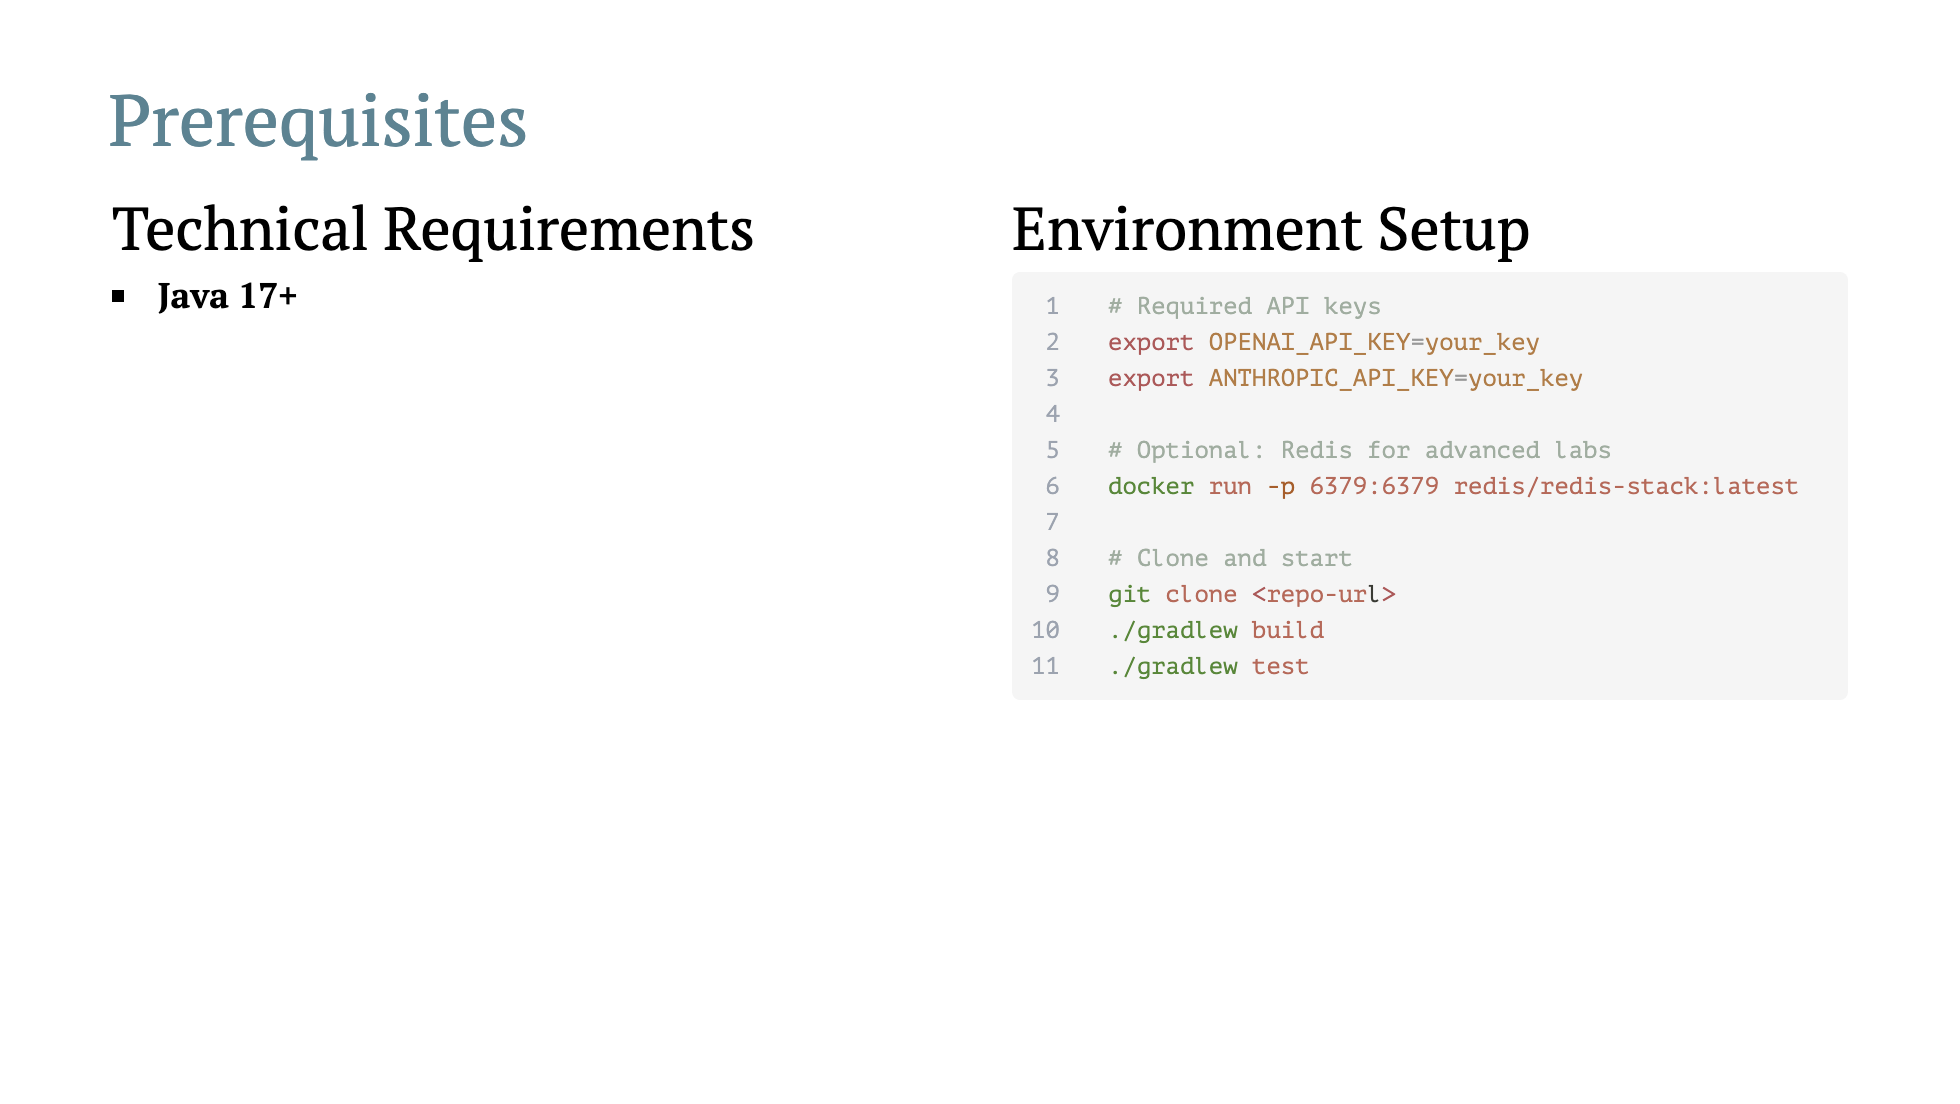 Prerequisites
Technical Requirements
▪ Java 17+
Environment Setup
1 # Required API keys
2 export OPENAI_API_KEY=your_key
3 export ANTHROPIC_API_KEY=your_key
4
5 # Optional: Redis for advanced labs
6 docker run -p 6379:6379 redis/redis-stack:latest
7
8 # Clone and start
9 git clone <repo-url>
10 ./gradlew build
11 ./gradlew test